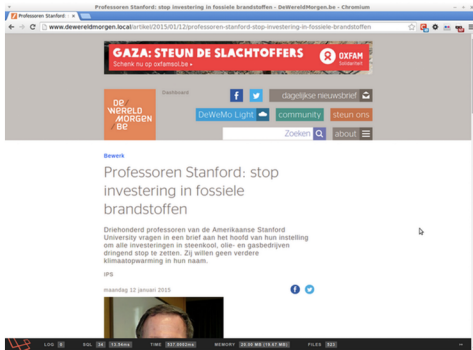 Professoren Stanford: s
Professoren Stanford: stop investering in fossiele brandstoffen - DeWereldMorgen.be - Chromium
www.dewereldmorgen.local/artikel/2015/01/12/professoren-stanford-stop-investering-in-fossiele-brandstoffen
GAZA: STEUN DE SLACHTOFFERS
Schenk nu op oxfamsol.be
OXFAM
Solidariteit
DE/
WERELD
MORGEN
/BE
Dashboard
dagelijkse nieuwsbrief
DeWeMo Light
community
steun ons
Zoeken
about
Bewerk
Professoren Stanford: stop
investering in fossiele
brandstoffen
Driehonderd professoren van de Amerikaanse Stanford
University vragen in een brief aan het hoofd van hun instelling
om alle investeringen in steenkool, olie- en gasbedrijven
dringend stop te zetten. Zij willen geen verdere
klimaatopwarming in hun naam.
IPS
maandag 12 januari 2015
LOG 0 SQL 34 13.54ms TIME MEMORY FILES 523